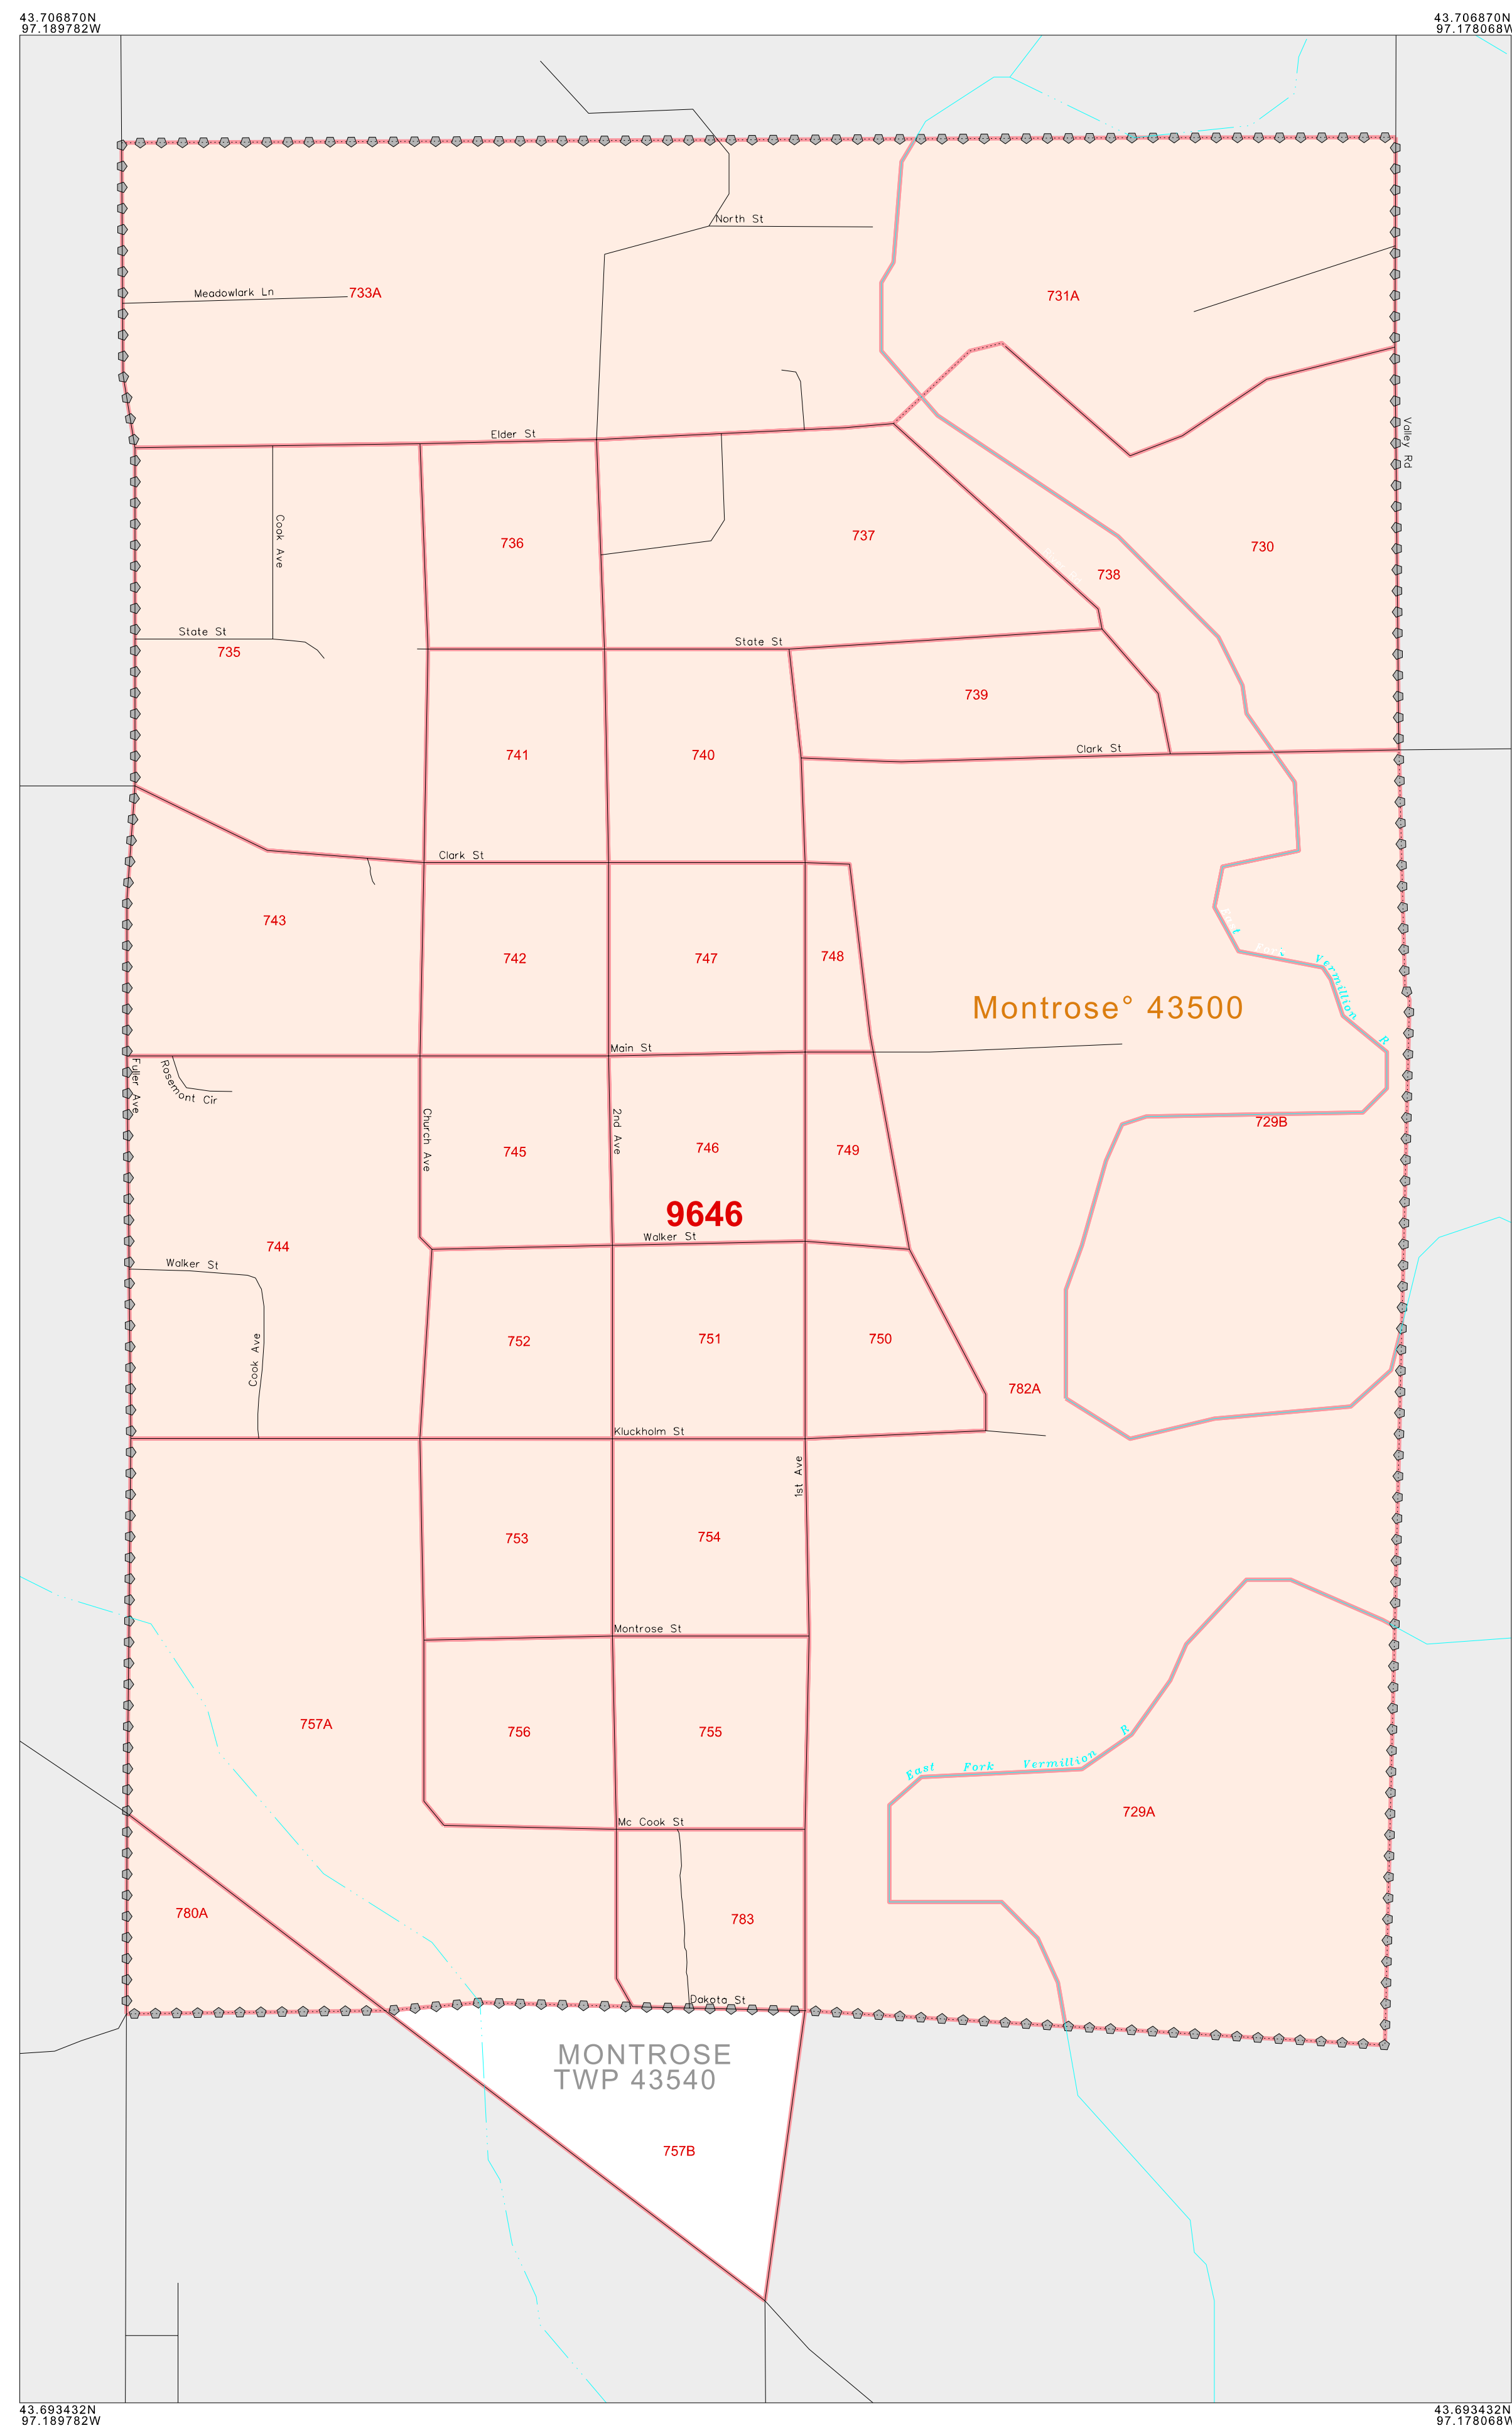 43.706870N
97.189782W
43.706870N
97.178068W
North St
Meadowlark Ln
733A
731A
Elder St
Valley Rd
Cook Ave
736
737
738
730
State St
State St
735
739
Clark St
741
740
Clark St
743
742
747
748
East Fork Vermillion R
Montrose° 43500
Main St
Fuller Ave
Rosemont Cir
Church Ave
2nd Ave
729B
745
746
749
9646
Walker St
744
Walker St
Cook Ave
752
751
750
782A
Kluckholm St
1st Ave
753
754
Montrose St
757A
756
755
East Fork Vermillion R
729A
Mc Cook St
780A
783
Dakota St
MONTROSE
TWP 43540
757B
43.693432N
97.189782W
43.693432N
97.178068W